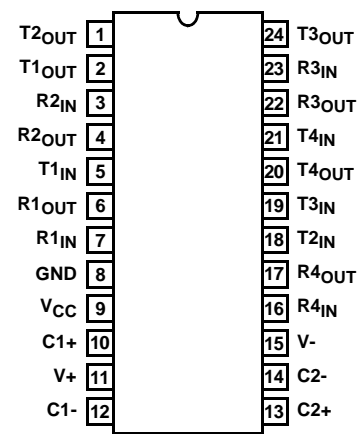 T2OUT 1 24 T3OUT
T1OUT 2 23 R3IN
R2IN 3 22 R3OUT
R2OUT 4 21 T4IN
T1IN 5 20 T4OUT
R1OUT 6 19 T3IN
R1IN 7 18 T2IN
GND 8 17 R4OUT
VCC 9 16 R4IN
C1+ 10 15 V-
V+ 11 14 C2-
C1- 12 13 C2+